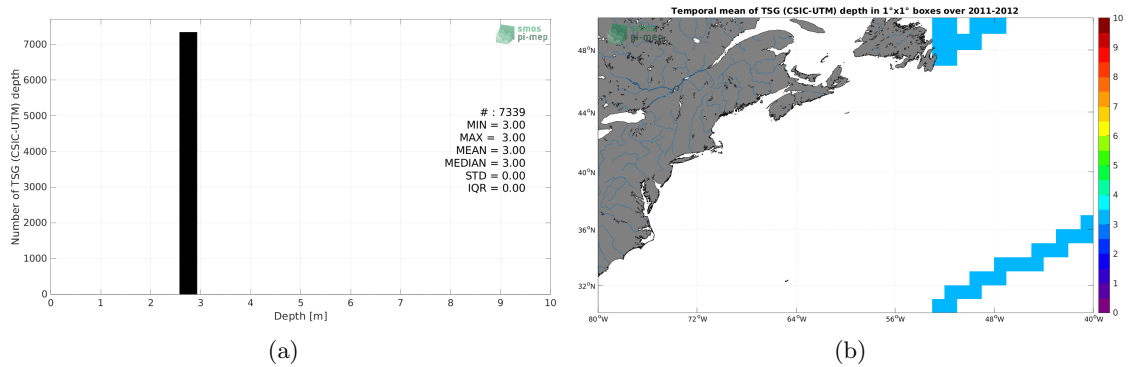 7000
6000
5000
4000
3000
2000
1000
0
Number of TSG (CSIC-UTM) depth
smos
pi-mep
# : 7339
MIN = 3.00
MAX = 3.00
MEAN = 3.00
MEDIAN = 3.00
STD = 0.00
IQR = 0.00
0 1 2 3 4 5 6 7 8 9 10
Depth [m]
(a)
Temporal mean of TSG (CSIC-UTM) depth in 1°x1° boxes over 2011-2012
smos
pi-mep
48°N
44°N
40°N
36°N
32°N
80°W 72°W 64°W 56°W 48°W 40°W
10
9
8
7
6
5
4
3
2
1
0
(b)